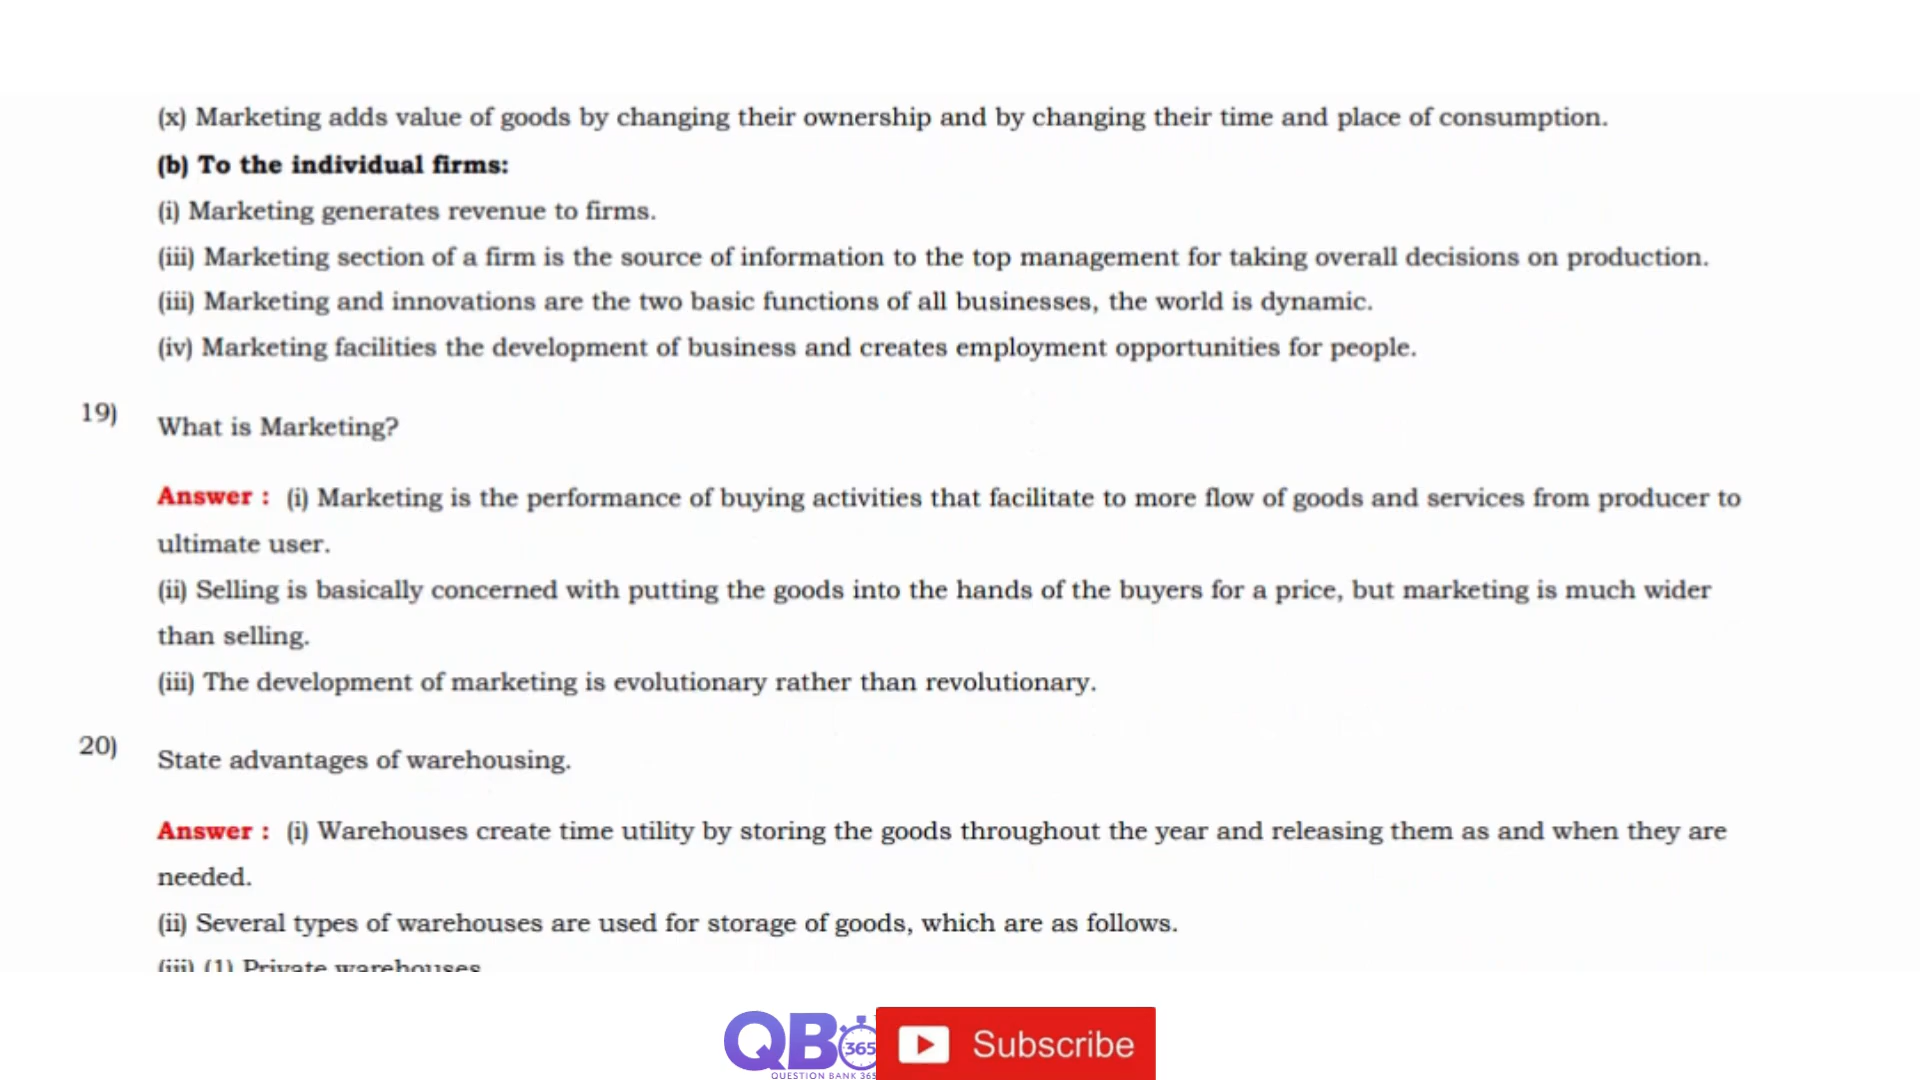 (x) Marketing adds value of goods by changing their ownership and by changing their time and place of consumption.
(b) To the individual firms:
(i) Marketing generates revenue to firms.
(iii) Marketing section of a firm is the source of information to the top management for taking overall decisions on production.
(iii) Marketing and innovations are the two basic functions of all businesses, the world is dynamic.
(iv) Marketing facilities the development of business and creates employment opportunities for people.
19)
What is Marketing?
Answer : (i) Marketing is the performance of buying activities that facilitate to more flow of goods and services from producer to
ultimate user.
(ii) Selling is basically concerned with putting the goods into the hands of the buyers for a price, but marketing is much wider
than selling.
(iii) The development of marketing is evolutionary rather than revolutionary.
20)
State advantages of warehousing.
Answer : (i) Warehouses create time utility by storing the goods throughout the year and releasing them as and when they are
needed.
(ii) Several types of warehouses are used for storage of goods, which are as follows.
(iii) (1) Private warehouses
QB 365
QUESTION BANK 365
Subscribe